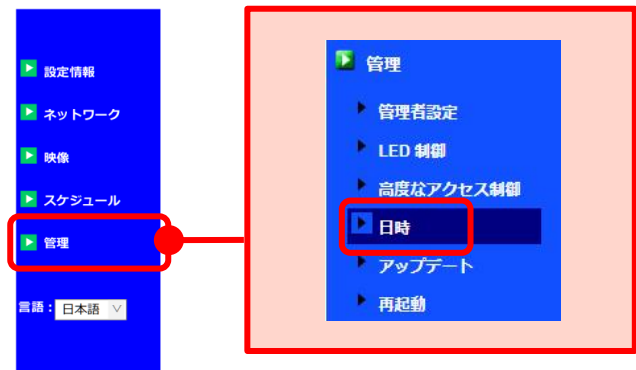 設定情報
ネットワーク
映像
スケジュール
管理
言語：日本語
管理
管理者設定
LED 制御
高度なアクセス制御
日時
アップデート
再起動